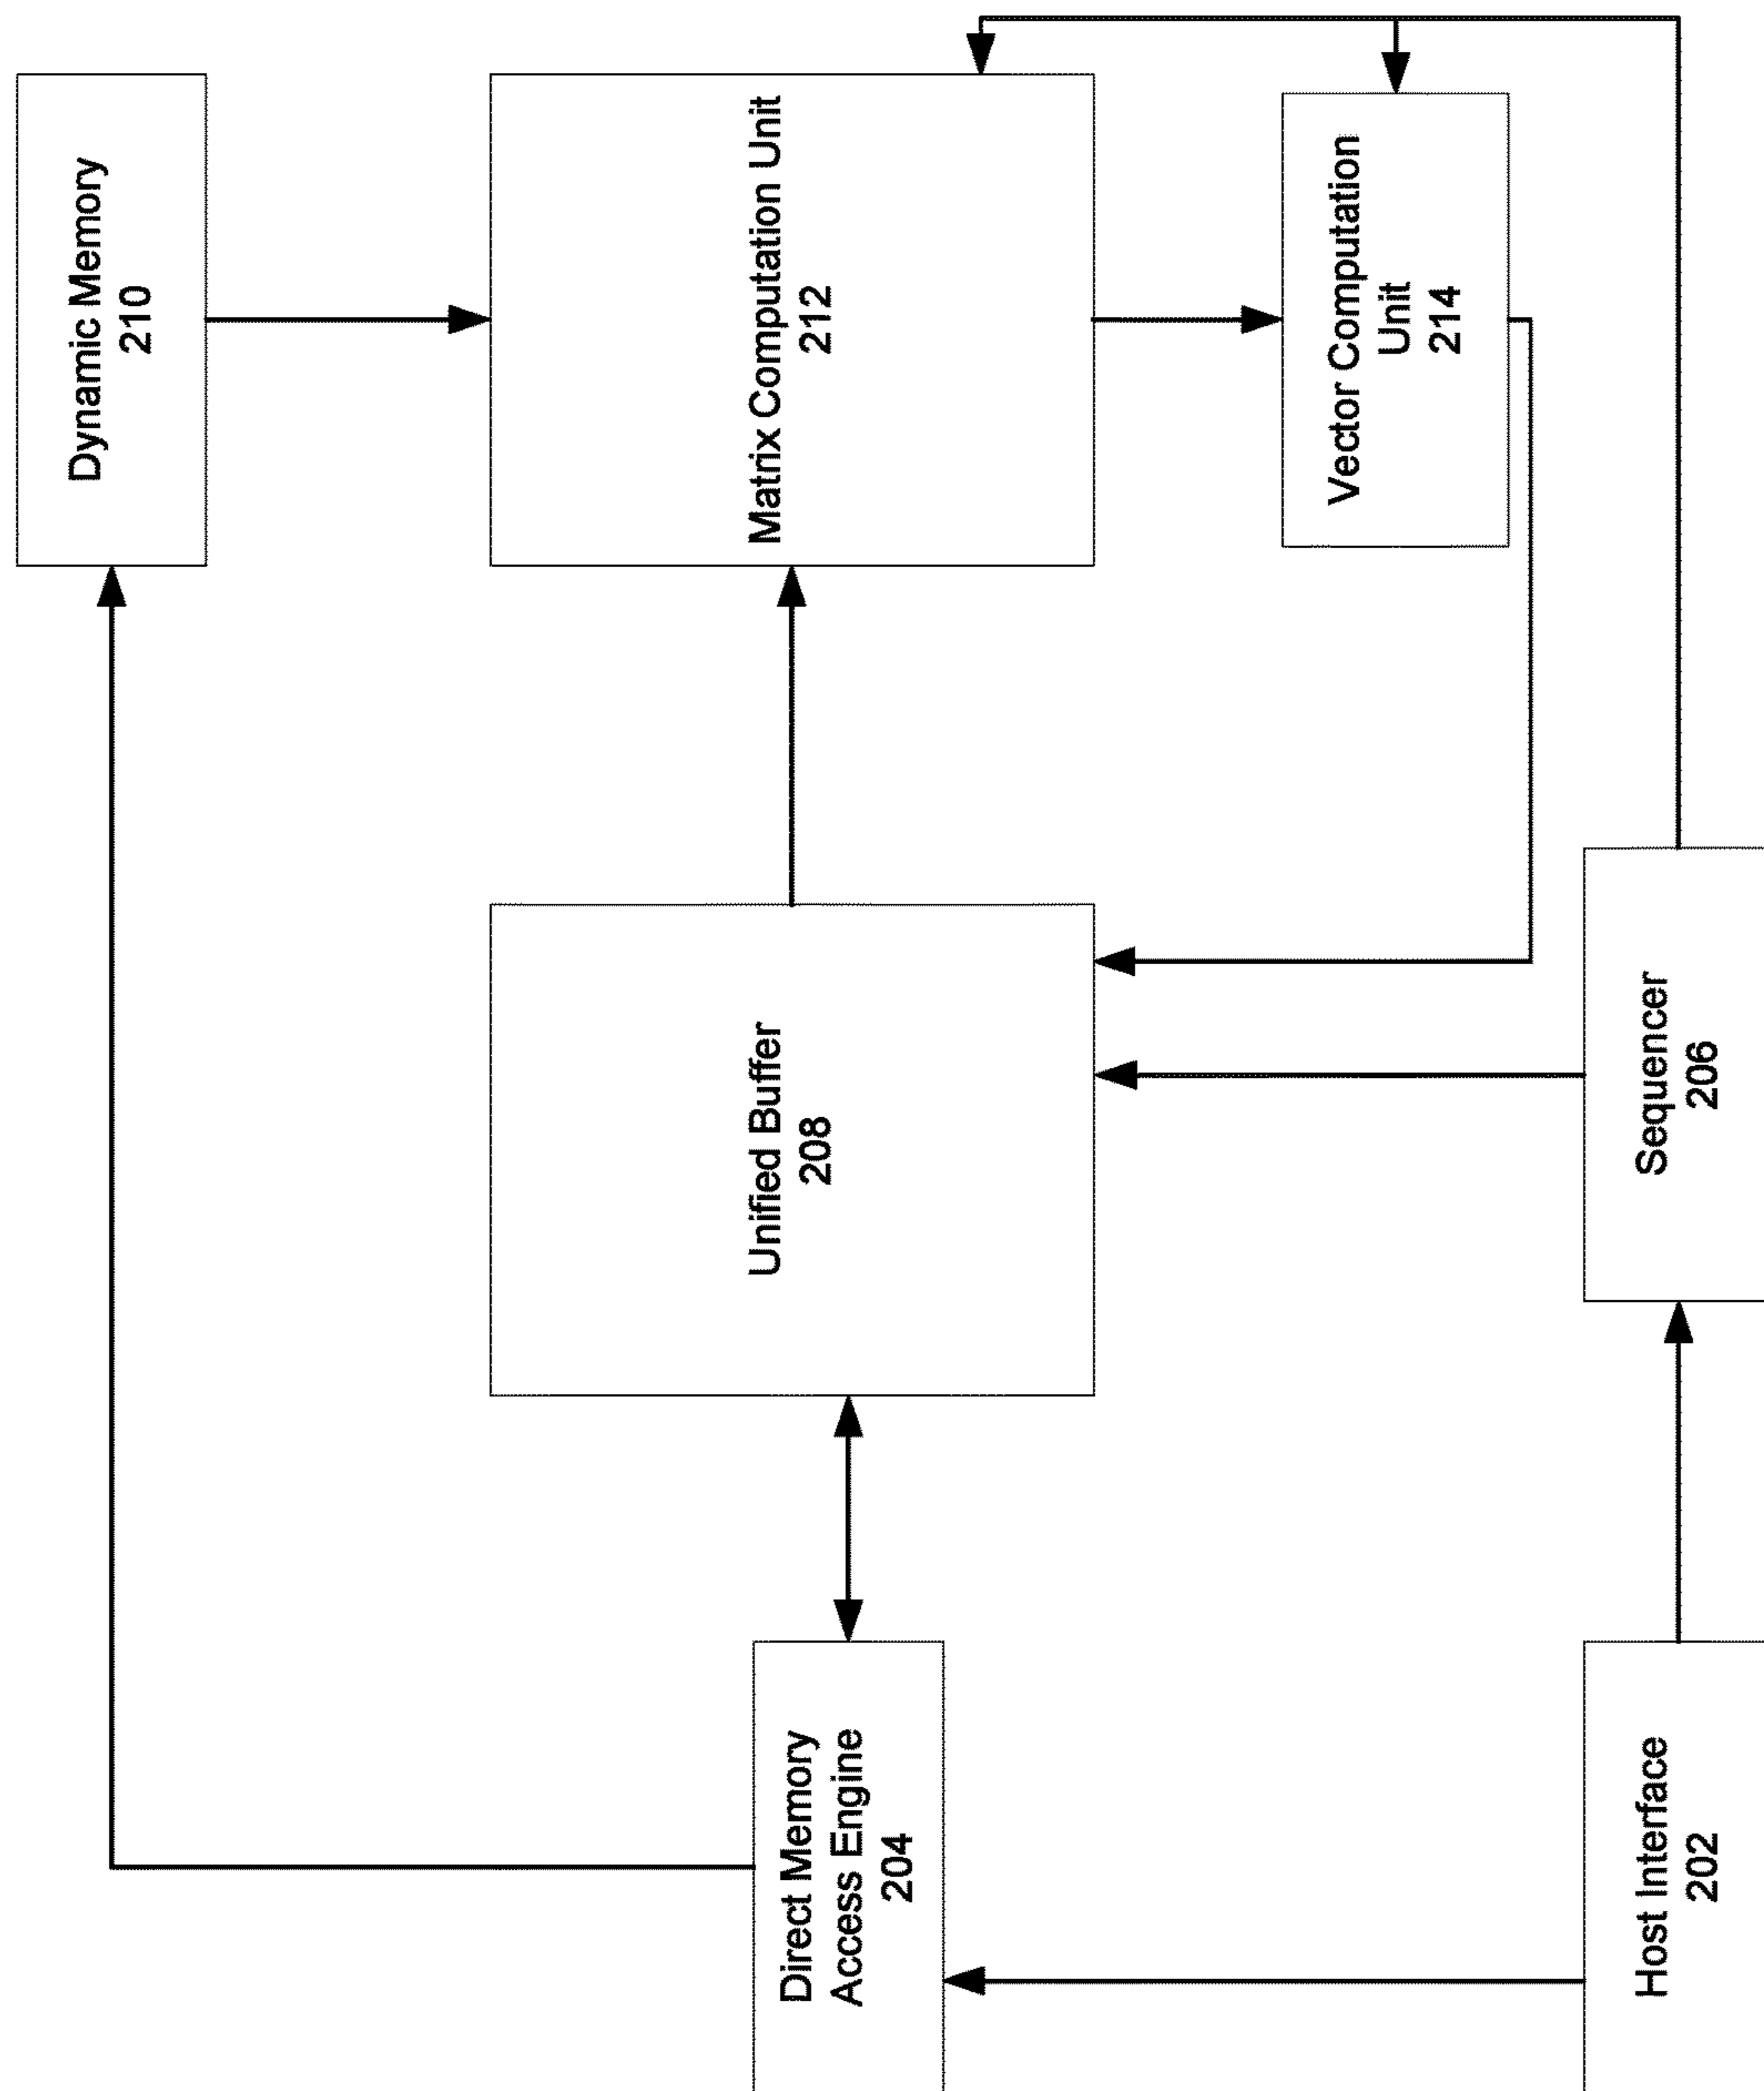 Dynamic Memory
210
Matrix Computation Unit
212
Vector Computation
Unit
214
Unified Buffer
208
Sequencer
206
Direct Memory
Access Engine
204
Host Interface
202